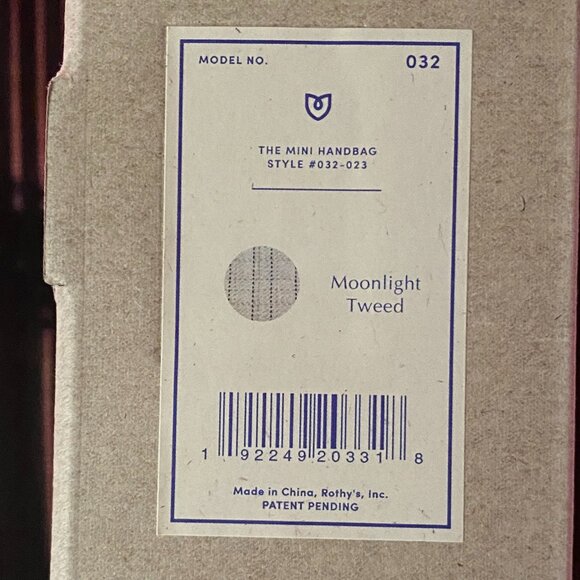 MODEL NO. 032
THE MINI HANDBAG
STYLE #032-023
Moonlight
Tweed
1 92249 20331 8
Made in China, Rothy's, Inc.
PATENT PENDING